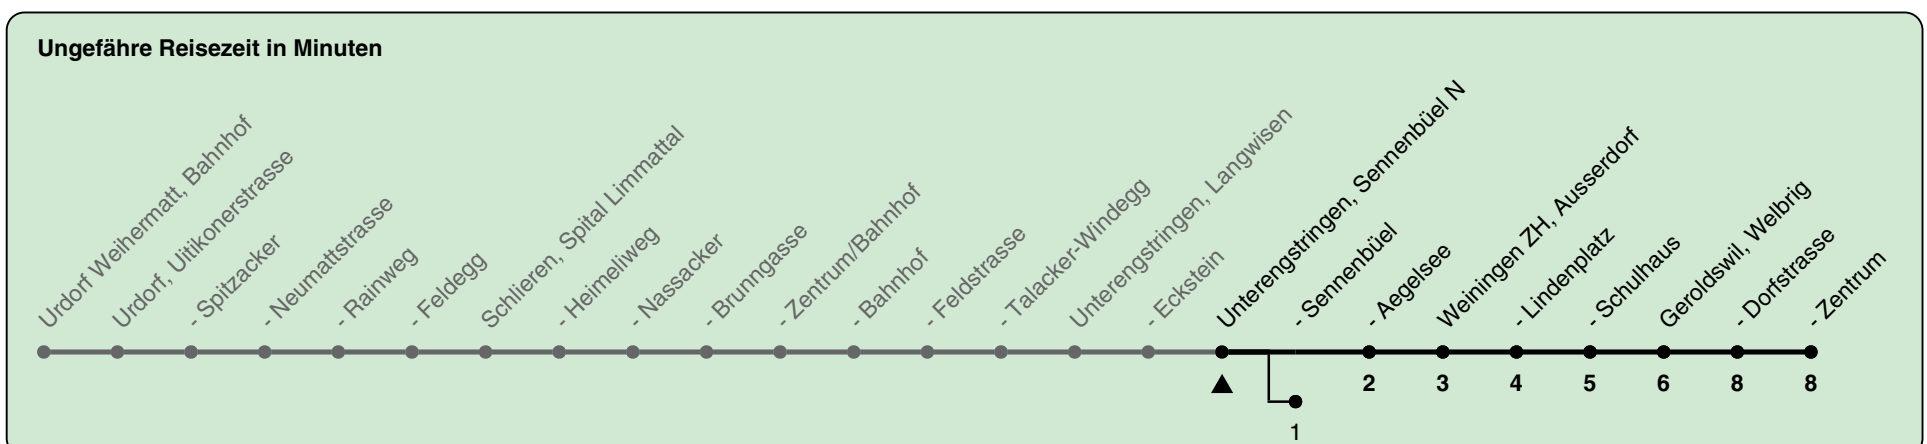 Ungefähre Reisezeit in Minuten
Urdorf Weihermatt, Bahnhof
Urdorf, Uitikonerstrasse
- Spitzacker
- Neumattstrasse
- Rainweg
- Feldegg
Schlieren, Spital Limmattal
- Heimeliweg
- Nassacker
- Brunngasse
- Zentrum/Bahnhof
- Bahnhof
- Feldstrasse
- Talacker-Windegg
Unterengstringen, Langwisen
- Eckstein
Unterengstringen, Sennenbüel N
- Sennenbüel
- Aegelsee
Weiningen ZH, Ausserdorf
- Lindenplatz
- Schulhaus
Geroldswil, Welbrig
- Dorfstrasse
- Zentrum
2 3 4 5 6 8 8
1